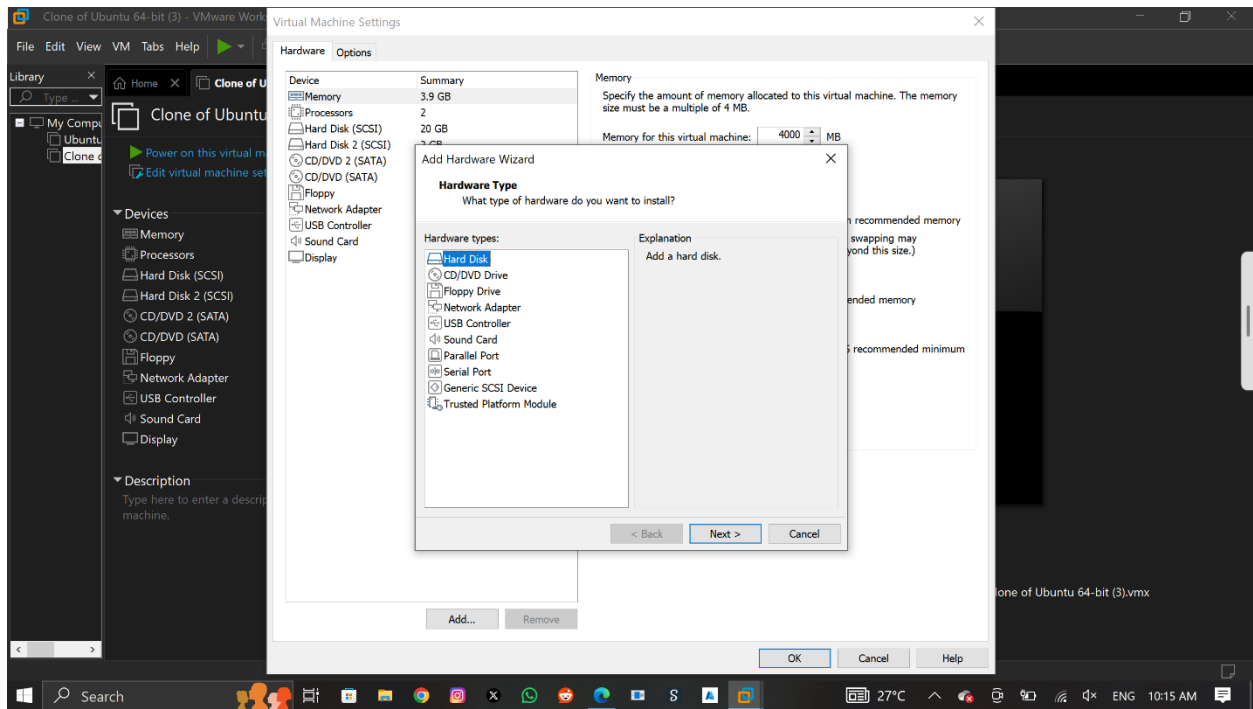 Clone of Ubuntu 64-bit (3) - VMware Work
File Edit View VM Tabs Help
Library
Type ...
My Compu
Ubuntu
Clone o
Home
Clone of U
Clone of Ubuntu
Power on this virtual m
Edit virtual machine set
Devices
Memory
Processors
Hard Disk (SCSI)
Hard Disk 2 (SCSI)
CD/DVD 2 (SATA)
CD/DVD (SATA)
Floppy
Network Adapter
USB Controller
Sound Card
Display
Description
Type here to enter a descrip
machine.
Virtual Machine Settings
Hardware Options
Device Summary
Memory 3.9 GB
Processors 2
Hard Disk (SCSI) 20 GB
Hard Disk 2 (SCSI) 2 GB
CD/DVD 2 (SATA)
CD/DVD (SATA)
Floppy
Network Adapter
USB Controller
Sound Card
Display
Add... Remove
Memory
Specify the amount of memory allocated to this virtual machine. The memory
size must be a multiple of 4 MB.
Memory for this virtual machine: 4000 MB
recommended memory
swapping may
yond this size.)
ended memory
recommended minimum
Add Hardware Wizard
Hardware Type
What type of hardware do you want to install?
Hardware types:
Hard Disk
CD/DVD Drive
Floppy Drive
Network Adapter
USB Controller
Sound Card
Parallel Port
Serial Port
Generic SCSI Device
Trusted Platform Module
Explanation
Add a hard disk.
< Back Next > Cancel
OK Cancel Help
lone of Ubuntu 64-bit (3).vmx
Search
27°C
ENG 10:15 AM